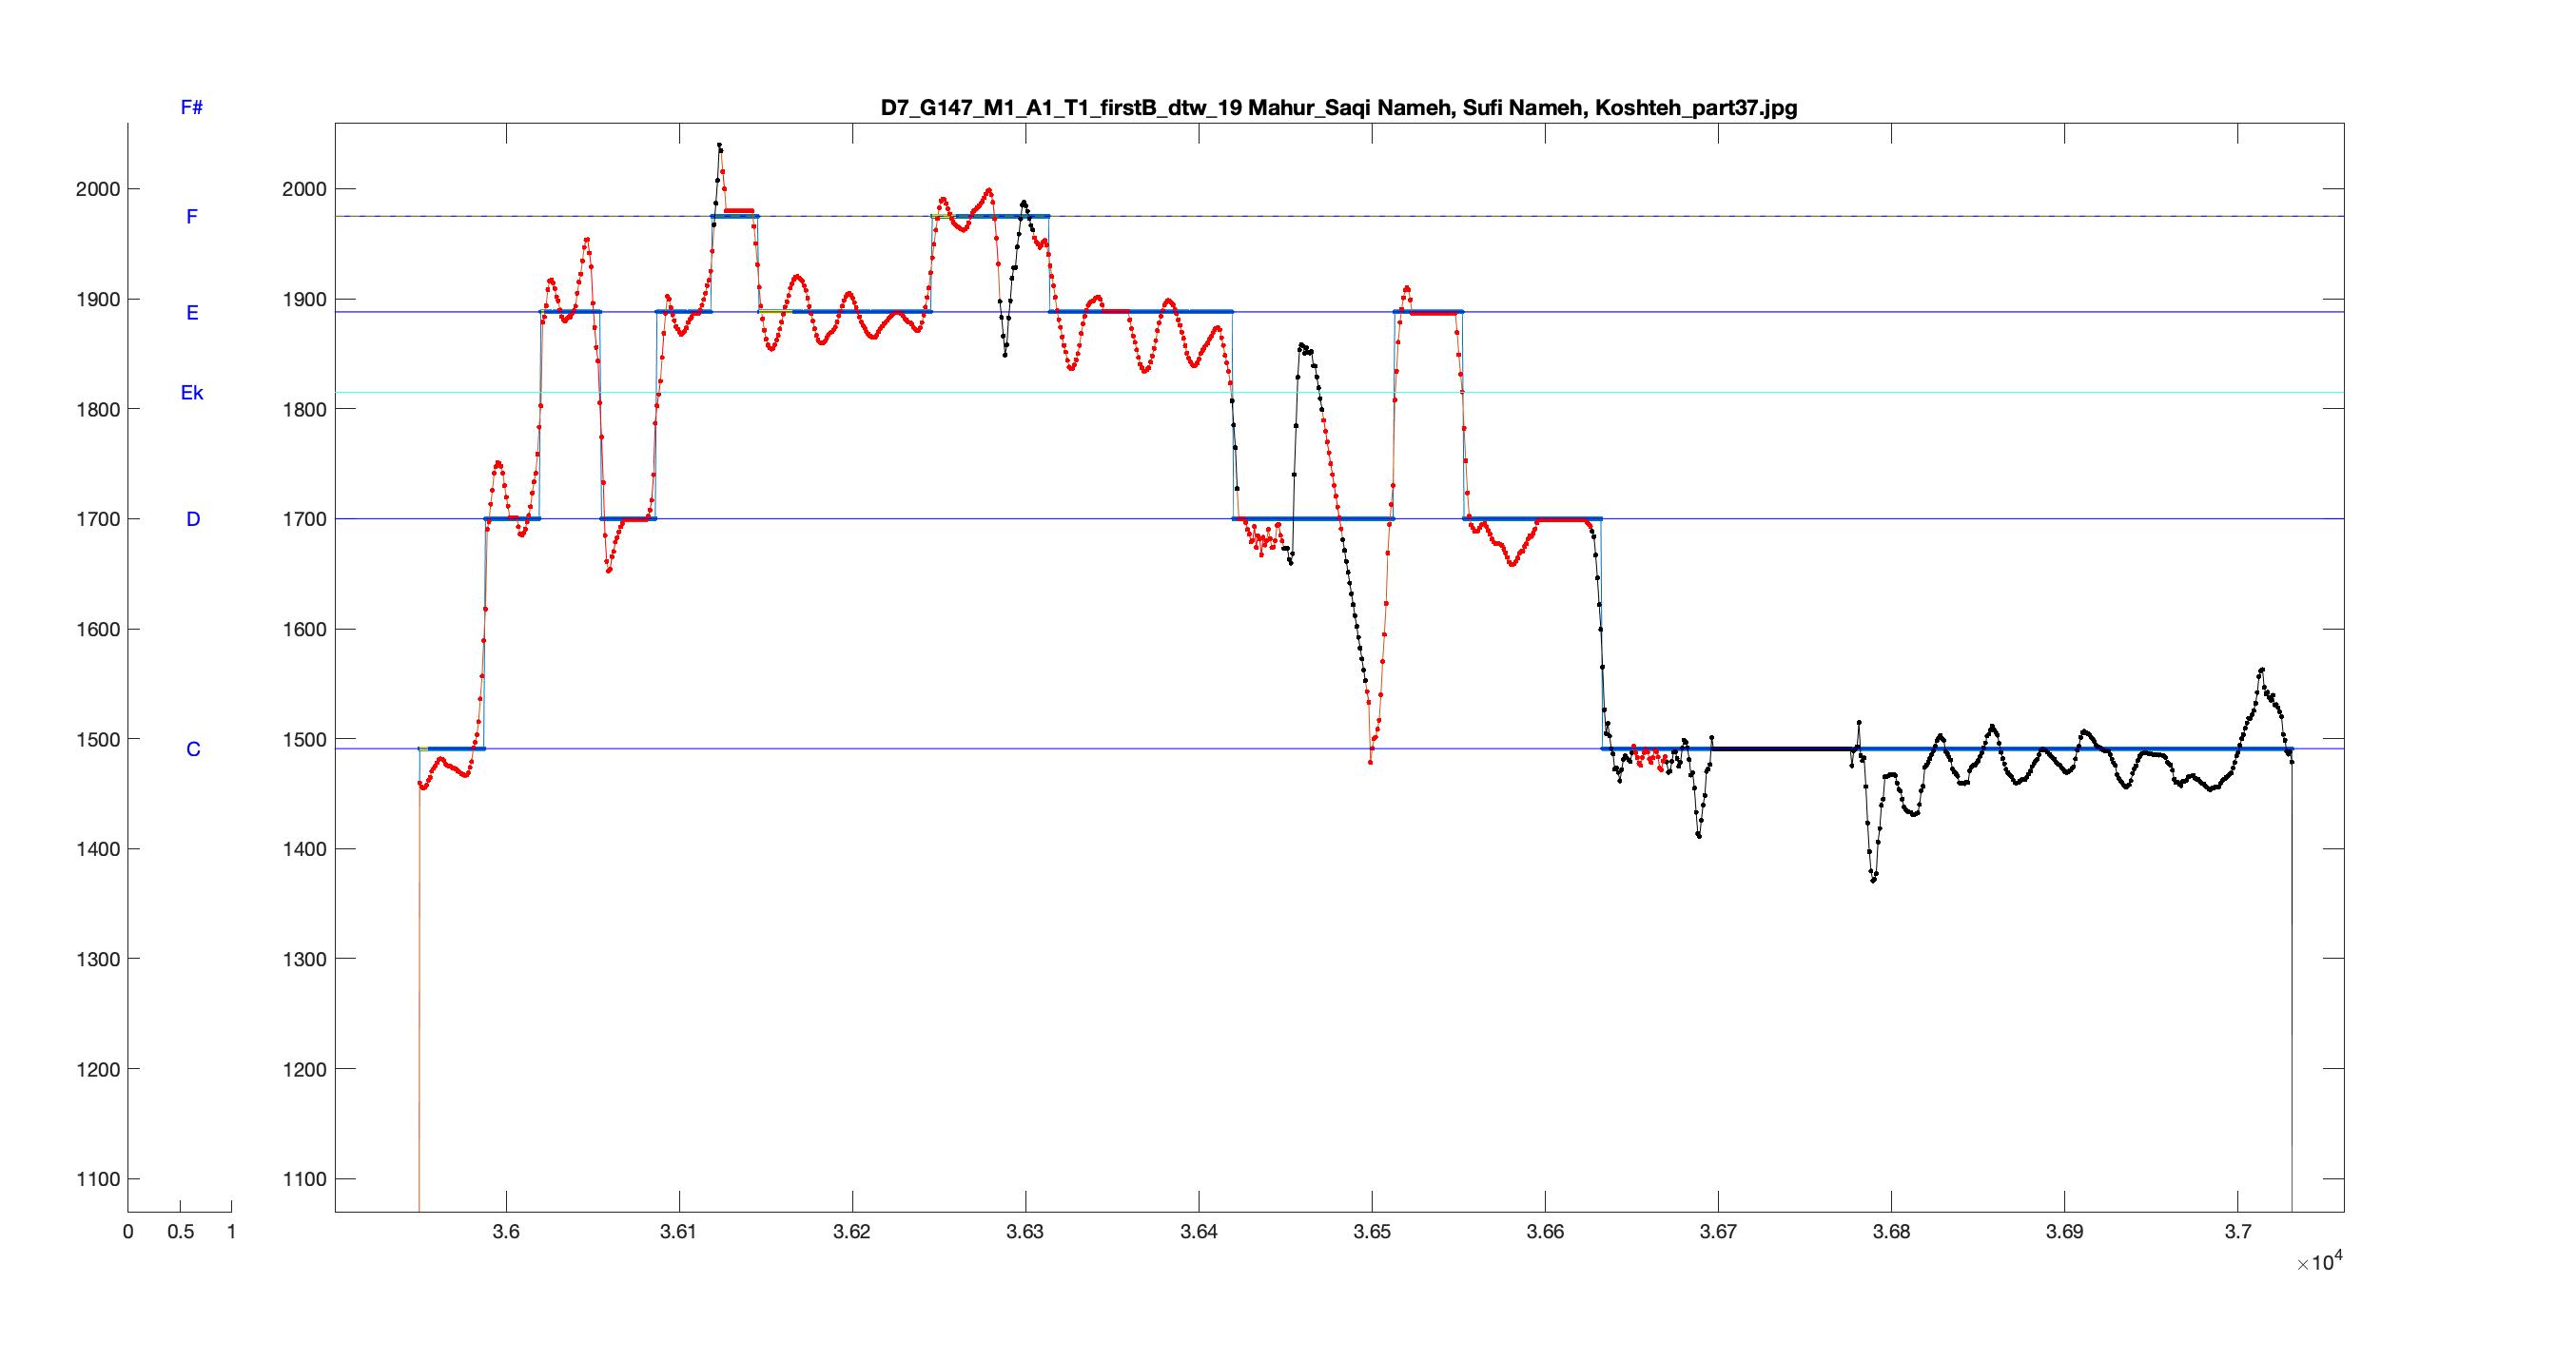 D7_G147_M1_A1_T1_firstB_dtw_19 Mahur_Saqi Nameh, Sufi Nameh, Koshteh_part37.jpg
F#
2000 F 2000
1900 E 1900
Ek
1800 1800
1700 D 1700
1600 1600
1500 C 1500
1400 1400
1300 1300
1200 1200
1100 1100
0 0.5 1 3.6 3.61 3.62 3.63 3.64 3.65 3.66 3.67 3.68 3.69 3.7
×10^4